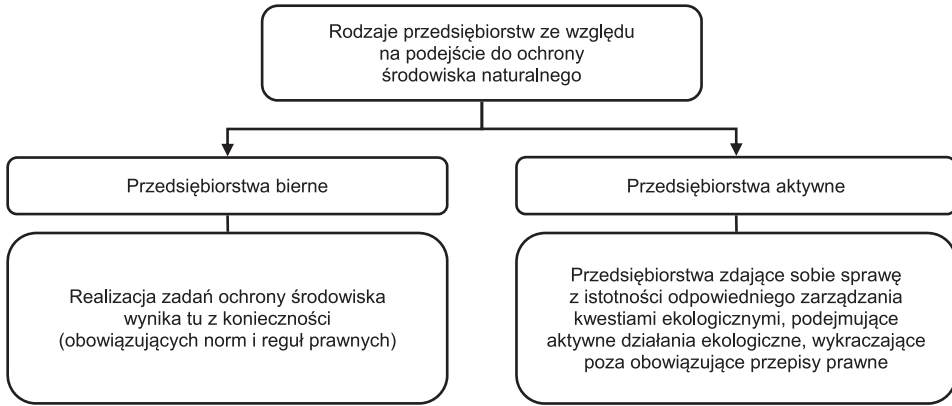 Rodzaje przedsiębiorstw ze względu
na podejście do ochrony
środowiska naturalnego
Przedsiębiorstwa bierne
Przedsiębiorstwa aktywne
Realizacja zadań ochrony środowiska
wynika tu z konieczności
(obowiązujących norm i reguł prawnych)
Przedsiębiorstwa zdające sobie sprawę
z istotności odpowiedniego zarządzania
kwestiami ekologicznymi, podejmujące
aktywne działania ekologiczne, wykraczające
poza obowiązujące przepisy prawne